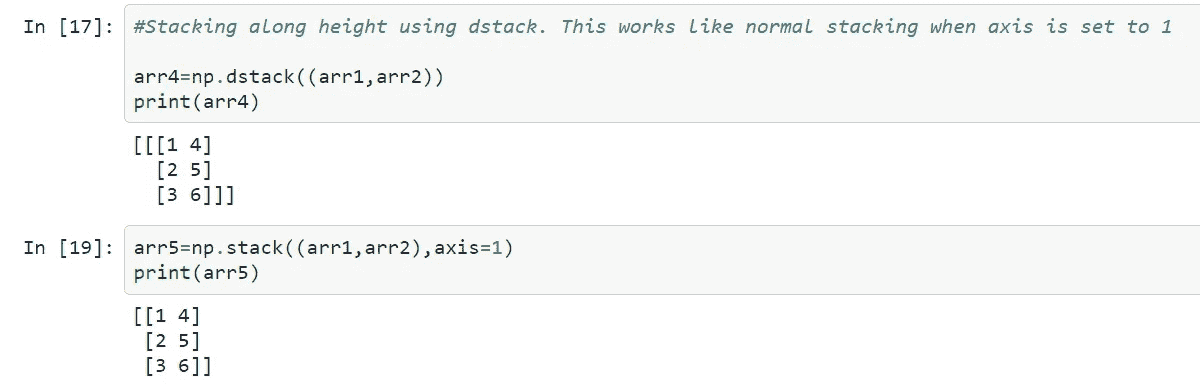 In [17]: #Stacking along height using dstack. This works like normal stacking when axis is set to 1
arr4=np.dstack((arr1,arr2))
print(arr4)
[[[1 4]
[2 5]
[3 6]]]
In [19]: arr5=np.stack((arr1,arr2),axis=1)
print(arr5)
[[1 4]
[2 5]
[3 6]]